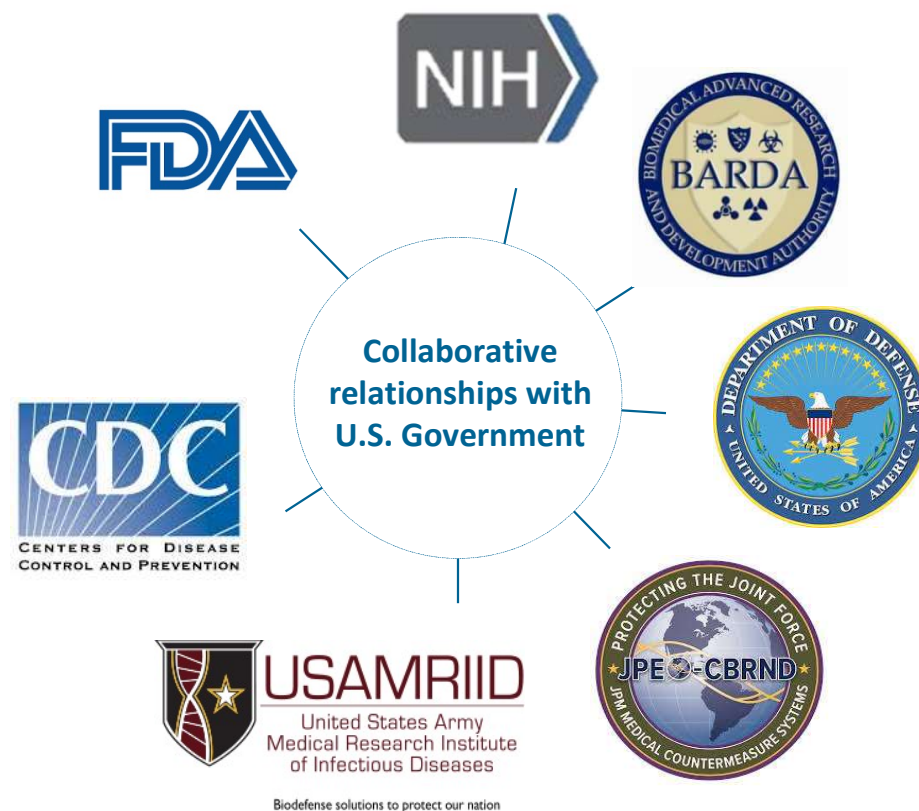 NIH
FDA
BIOMEDICAL ADVANCED RESEARCH
BARDA
AND DEVELOPMENT AUTHORITY
Collaborative
relationships with
U.S. Government
DEPARTMENT OF DEFENSE
UNITED STATES OF AMERICA
CDC
CENTERS FOR DISEASE
CONTROL AND PREVENTION
PROTECTING THE JOINT FORCE
JPEO-CBRND
JPM MEDICAL COUNTERMEASURE SYSTEMS
USAMRIID
United States Army
Medical Research Institute
of Infectious Diseases
Biodefense solutions to protect our nation